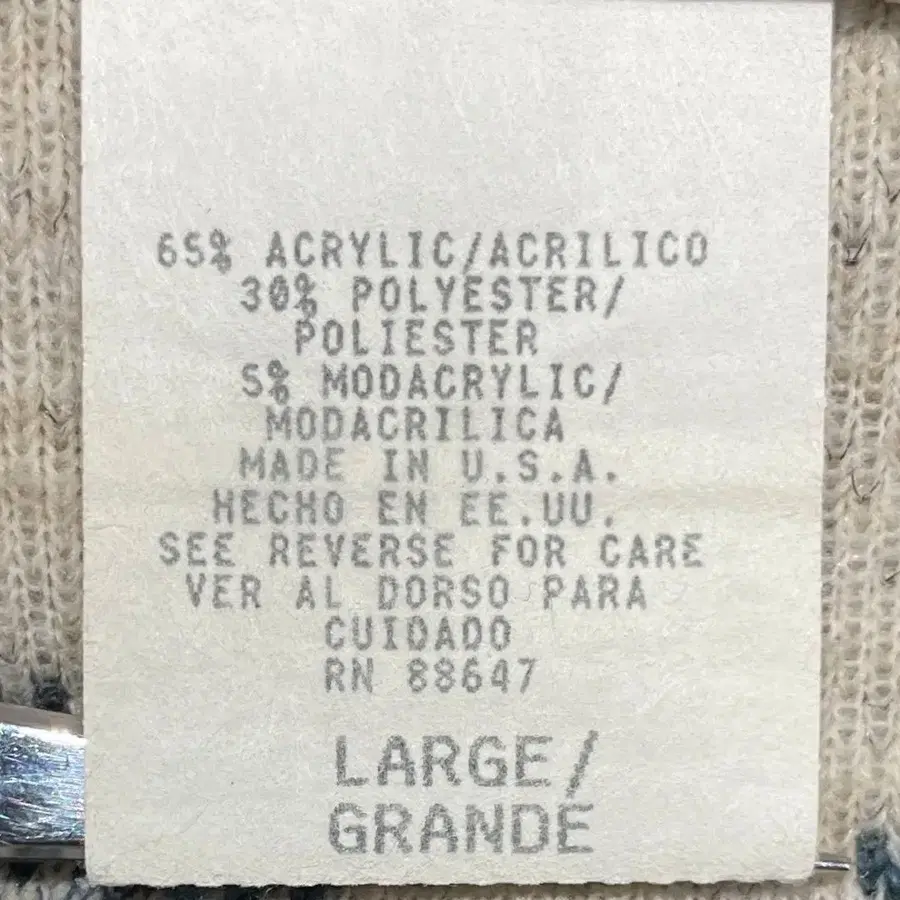 65% ACRYLIC/ACRILICO
30% POLYESTER/
POLIESTER
5% MODACRYLIC/
MODACRILICA
MADE IN U.S.A.
HECHO EN EE.UU.
SEE REVERSE FOR CARE
VER AL DORSO PARA
CUIDADO
RN 88647
LARGE/
GRANDE